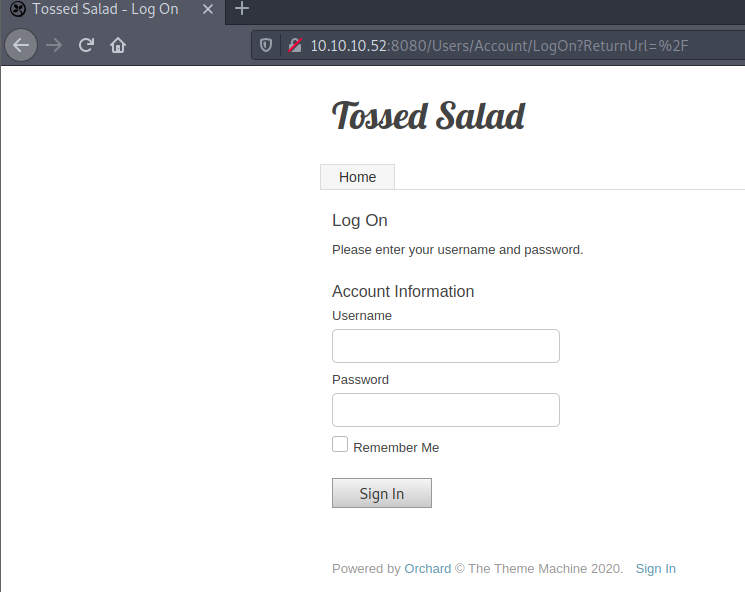 Tossed Salad - Log On
10.10.10.52:8080/Users/Account/LogOn?ReturnUrl=%2F
Tossed Salad
Home
Log On
Please enter your username and password.
Account Information
Username
Password
Remember Me
Sign In
Powered by Orchard © The Theme Machine 2020. Sign In